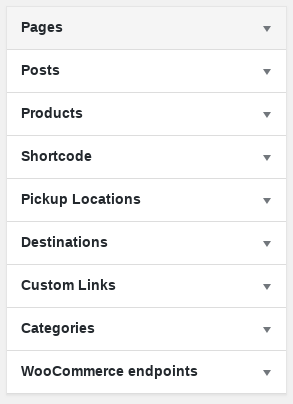 Pages
Posts
Products
Shortcode
Pickup Locations
Destinations
Custom Links
Categories
WooCommerce endpoints